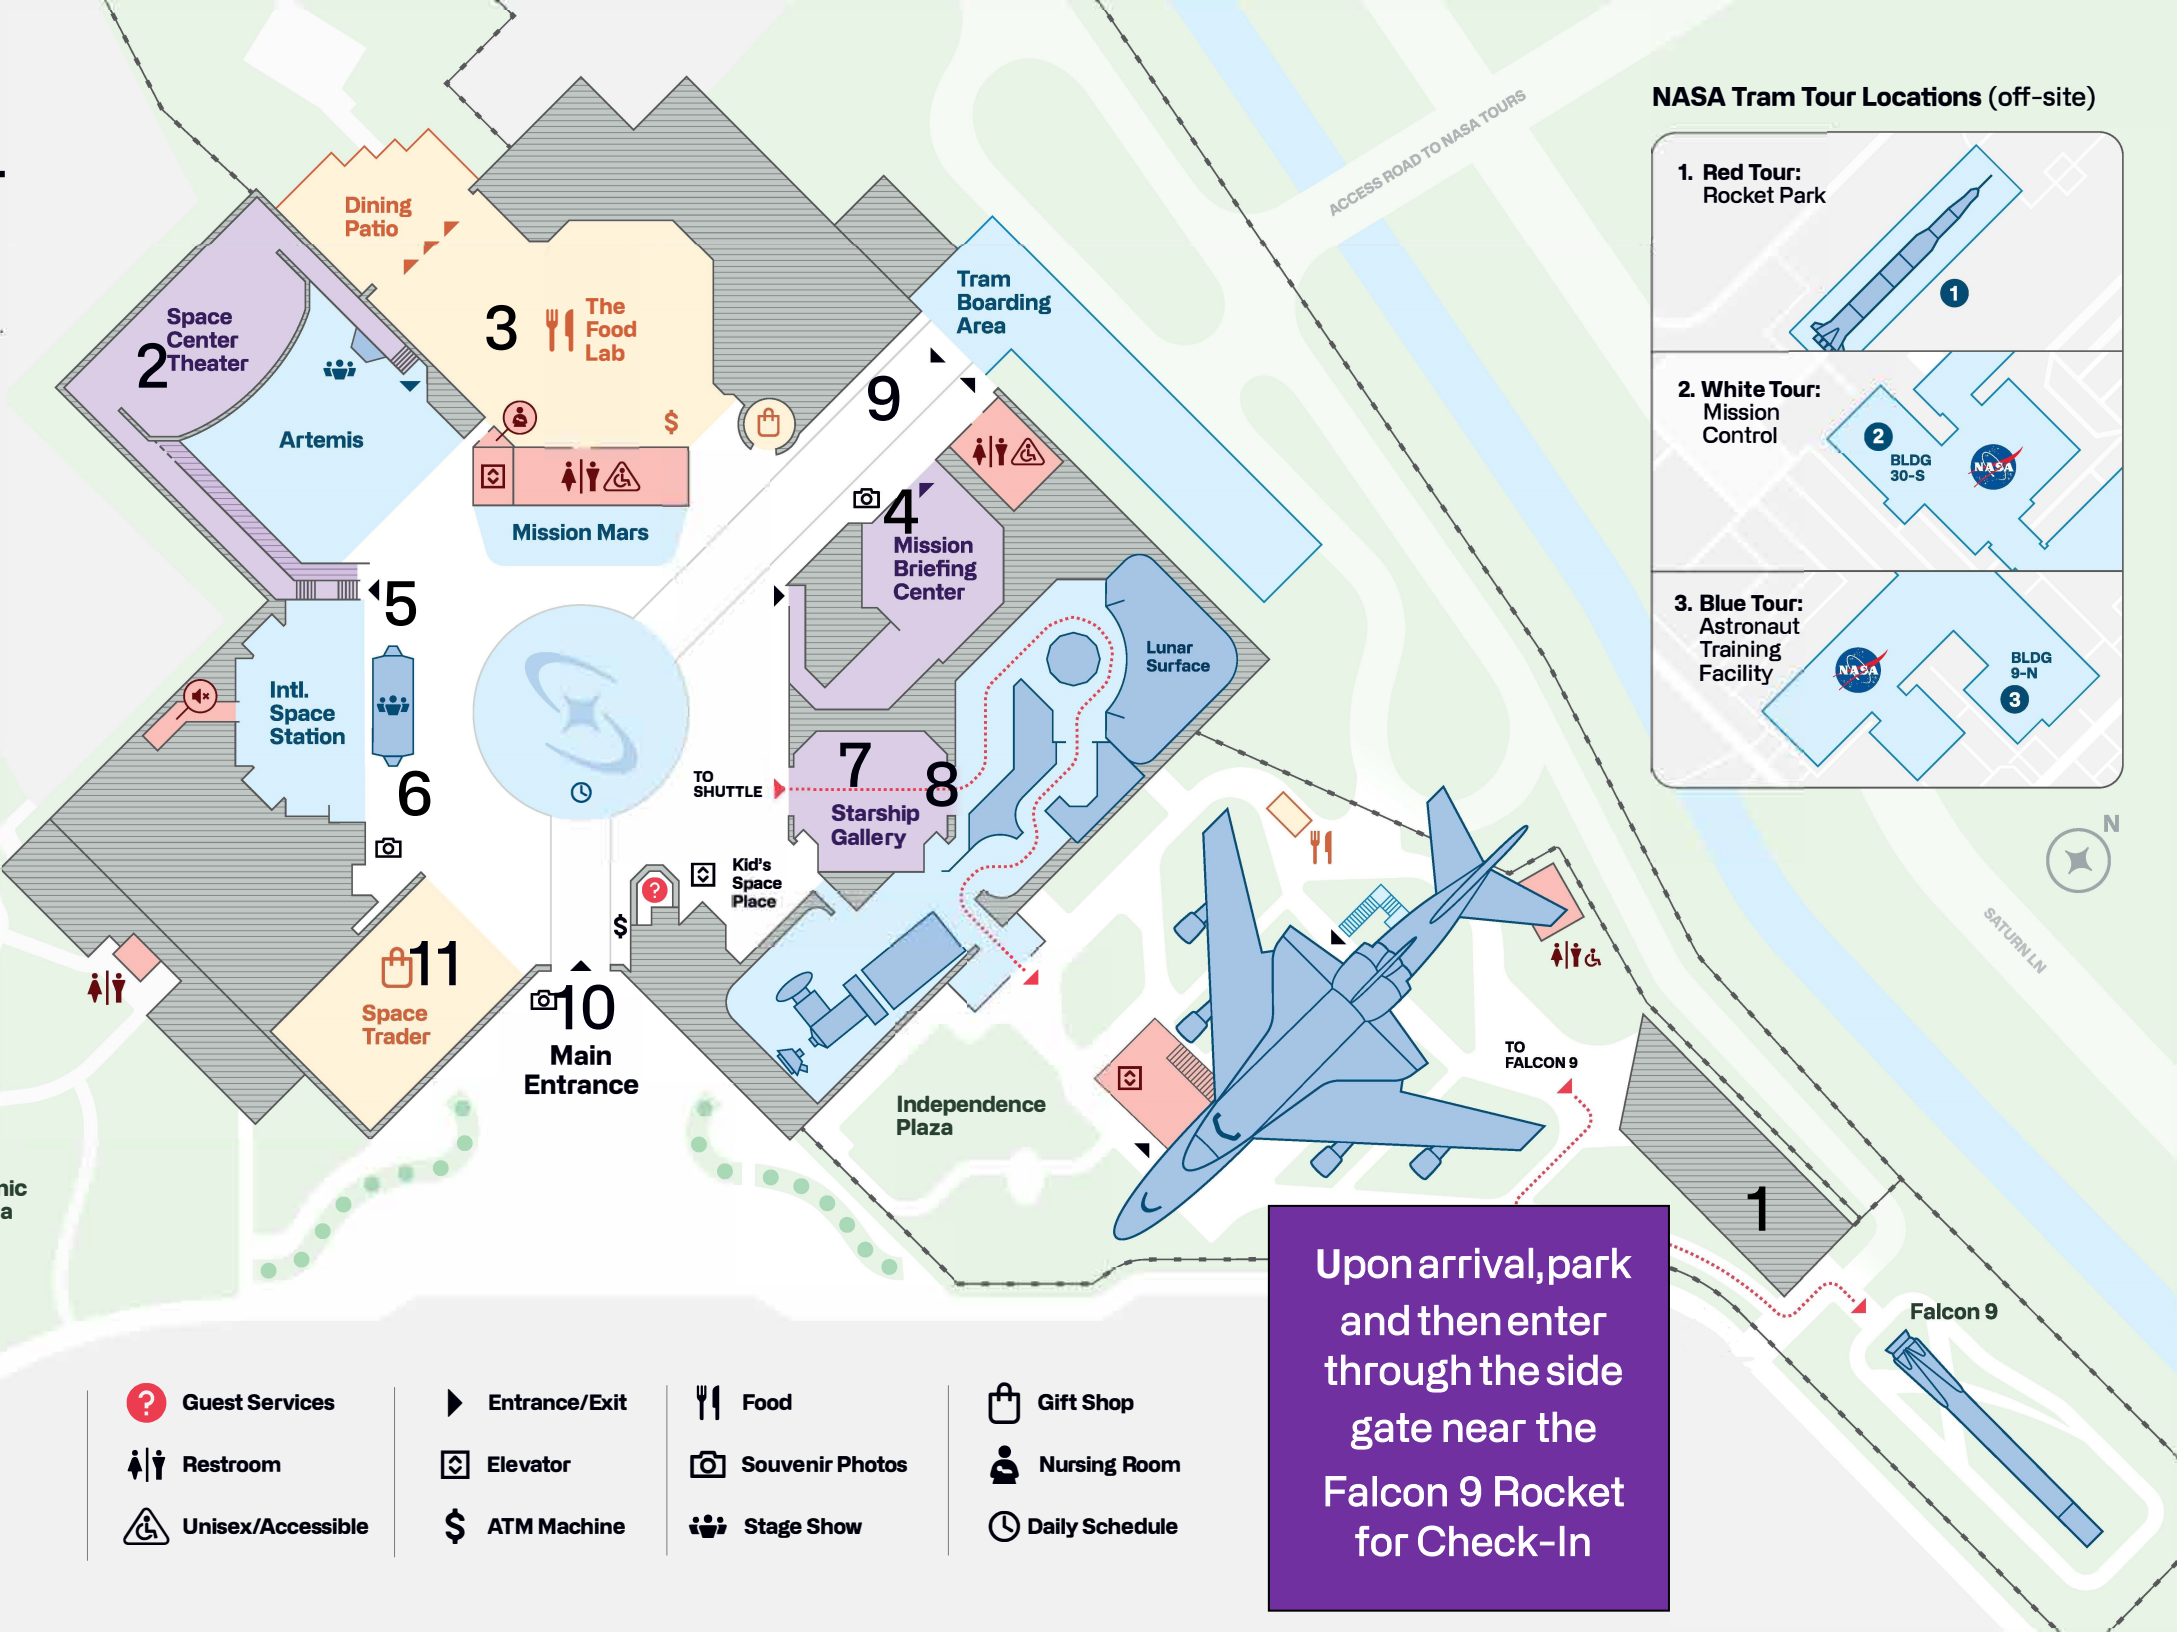 NASA Tram Tour Locations (off-site)
1. Red Tour:
Rocket Park
1
2. White Tour:
Mission
Control
2
BLDG
30-S
NASA
3. Blue Tour:
Astronaut
Training
Facility
NASA
BLDG
9-N
3
ACCESS ROAD TO NASA TOURS
N
SATURN LN
Dining
Patio
Space
Center
Theater
2
3
The
Food
Lab
$
Artemis
Mission Mars
Tram
Boarding
Area
9
4
Mission
Briefing
Center
5
Intl.
Space
Station
6
Lunar
Surface
TO
SHUTTLE
7
8
Starship
Gallery
Kid's
Space
Place
?
$
11
Space
Trader
10
Main
Entrance
Independence
Plaza
TO
FALCON 9
1
Falcon 9
nic
a
Upon arrival, park
and then enter
through the side
gate near the
Falcon 9 Rocket
for Check-In
? Guest Services
Restroom
Unisex/Accessible
Entrance/Exit
Elevator
$ ATM Machine
Food
Souvenir Photos
Stage Show
Gift Shop
Nursing Room
Daily Schedule